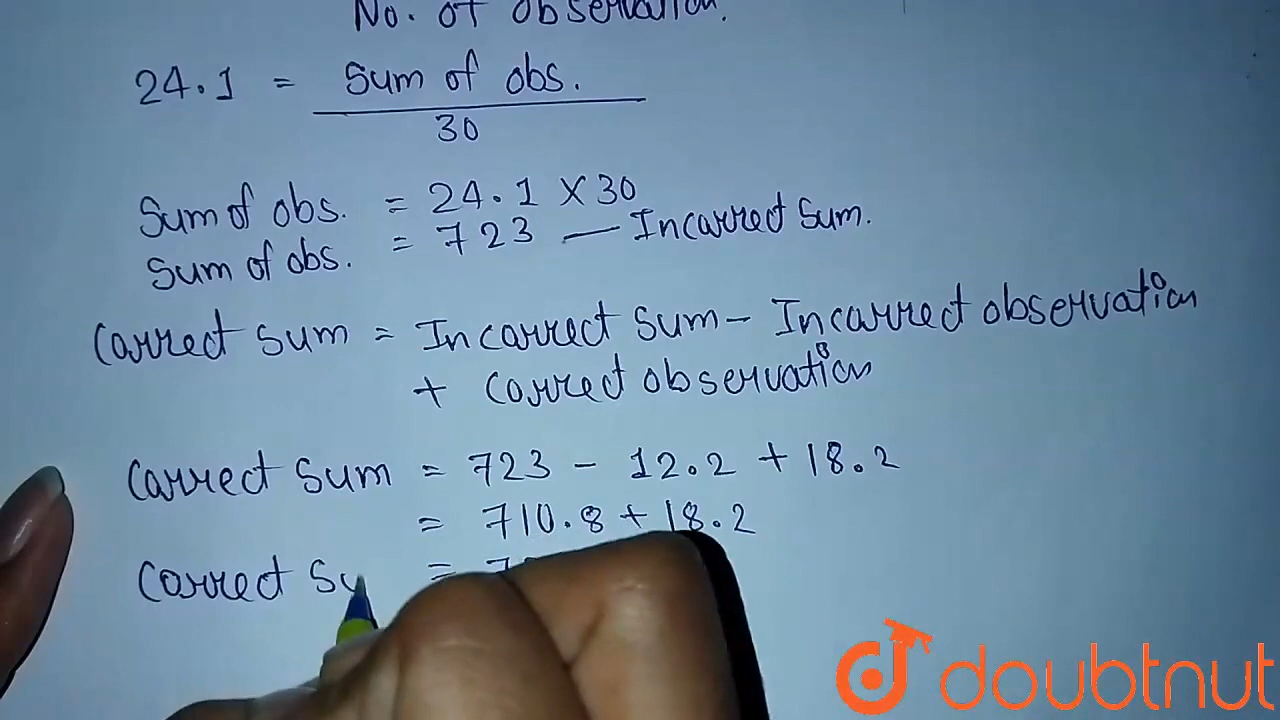 No. of observation.
24.1 = Sum of obs.
30
Sum of obs. = 24.1 X 30
Sum of obs. = 723 — Incorrect Sum.
Correct sum = Incorrect sum - Incorrect observation
+ correct observation
Correct Sum = 723 - 12.2 + 18.2
= 710.8 + 18.2
Correct Su =
doubtnut